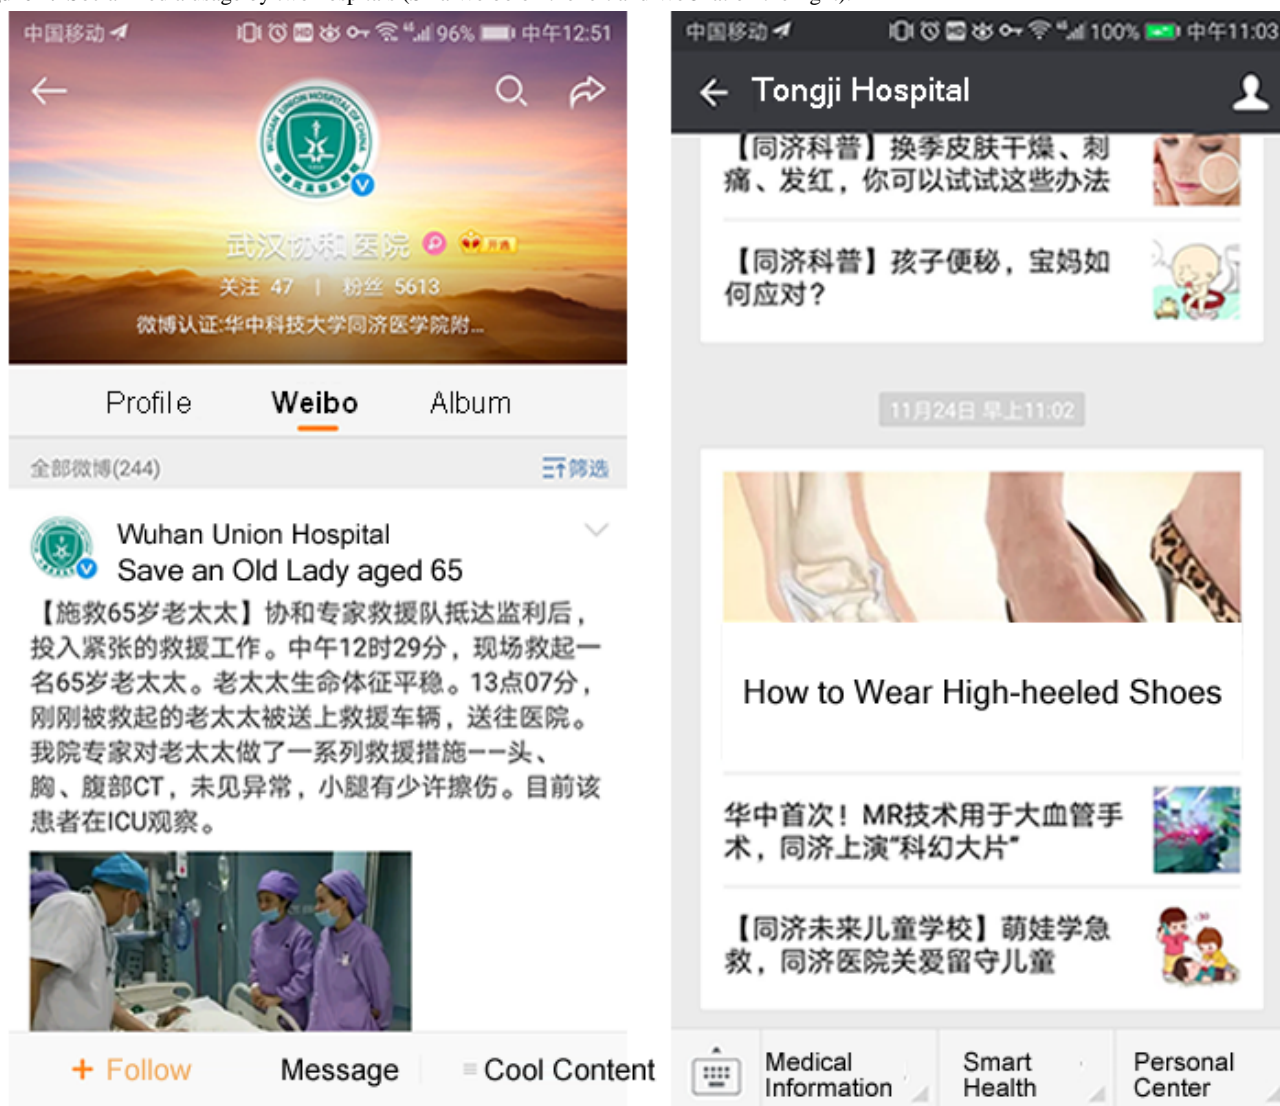 中国移动
HD 46 96% 中午12:51
WUHAN UNION HOSPITAL OF CHINA
武汉协和医院 开通
关注 47 | 粉丝 5613
微博认证:华中科技大学同济医学院附...
Profile Weibo Album
全部微博(244) 筛选
Wuhan Union Hospital
Save an Old Lady aged 65
【施救65岁老太太】协和专家救援队抵达监利后，
投入紧张的救援工作。中午12时29分，现场救起一
名65岁老太太。老太太生命体征平稳。13点07分，
刚刚被救起的老太太被送上救援车辆，送往医院。
我院专家对老太太做了一系列救援措施——头、
胸、腹部CT，未见异常，小腿有少许擦伤。目前该
患者在ICU观察。
+ Follow Message Cool Content
中国移动
HD 46 100% 中午11:03
Tongji Hospital
【同济科普】换季皮肤干燥、刺
痛、发红，你可以试试这些办法
【同济科普】孩子便秘，宝妈如
何应对？
11月24日 早上11:02
How to Wear High-heeled Shoes
华中首次！MR技术用于大血管手
术，同济上演“科幻大片”
【同济未来儿童学校】萌娃学急
救，同济医院关爱留守儿童
Medical
Information
Smart
Health
Personal
Center